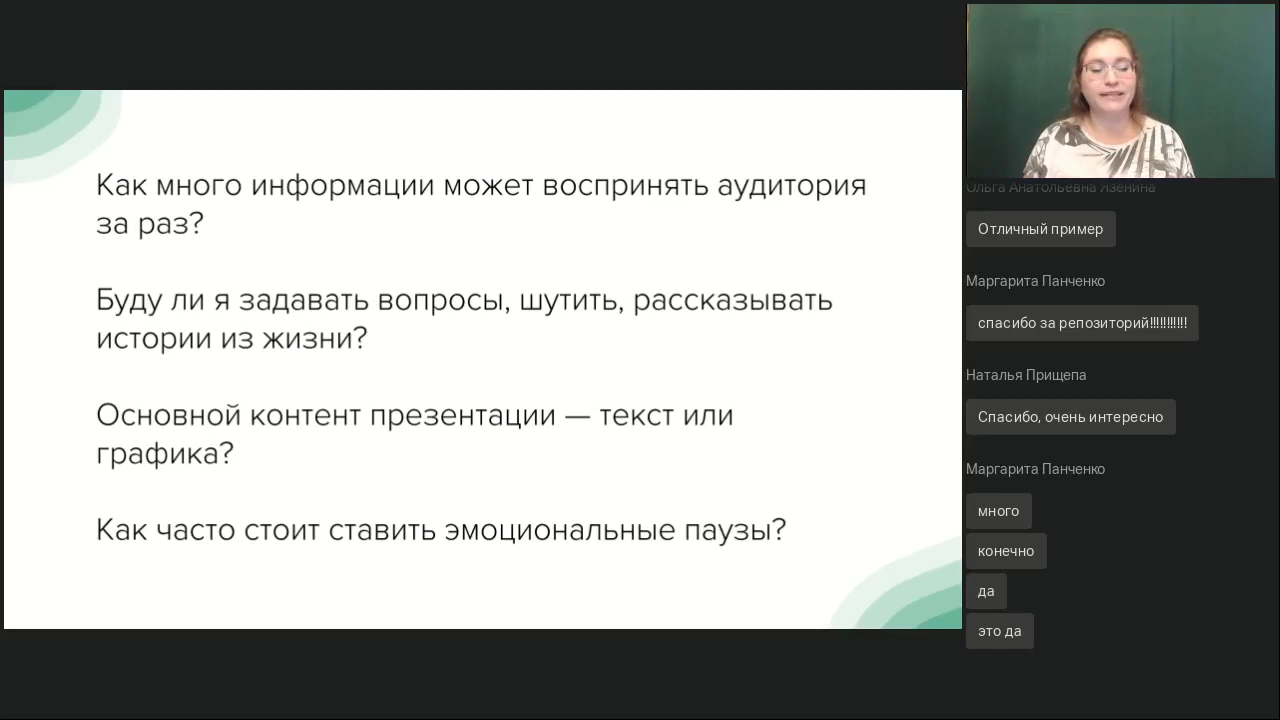 Как много информации может воспринять аудитория
за раз?
Буду ли я задавать вопросы, шутить, рассказывать
истории из жизни?
Основной контент презентации — текст или
графика?
Как часто стоит ставить эмоциональные паузы?
Ольга Анатольевна Язенина
Отличный пример
Маргарита Панченко
спасибо за репозиторий!!!!!!!!!!!
Наталья Прищепа
Спасибо, очень интересно
Маргарита Панченко
много
конечно
да
это да